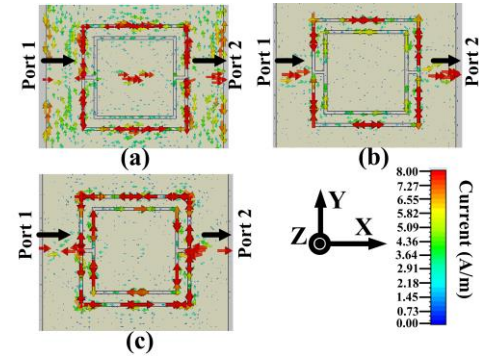 Port 1
Port 2
(a)
Port 1
Port 2
(b)
Port 1
Port 2
(c)
Y
Z
X
8.00
7.27
6.55
5.82
5.09
4.36
3.64
2.91
2.18
1.45
0.73
0.00
Current (A/m)